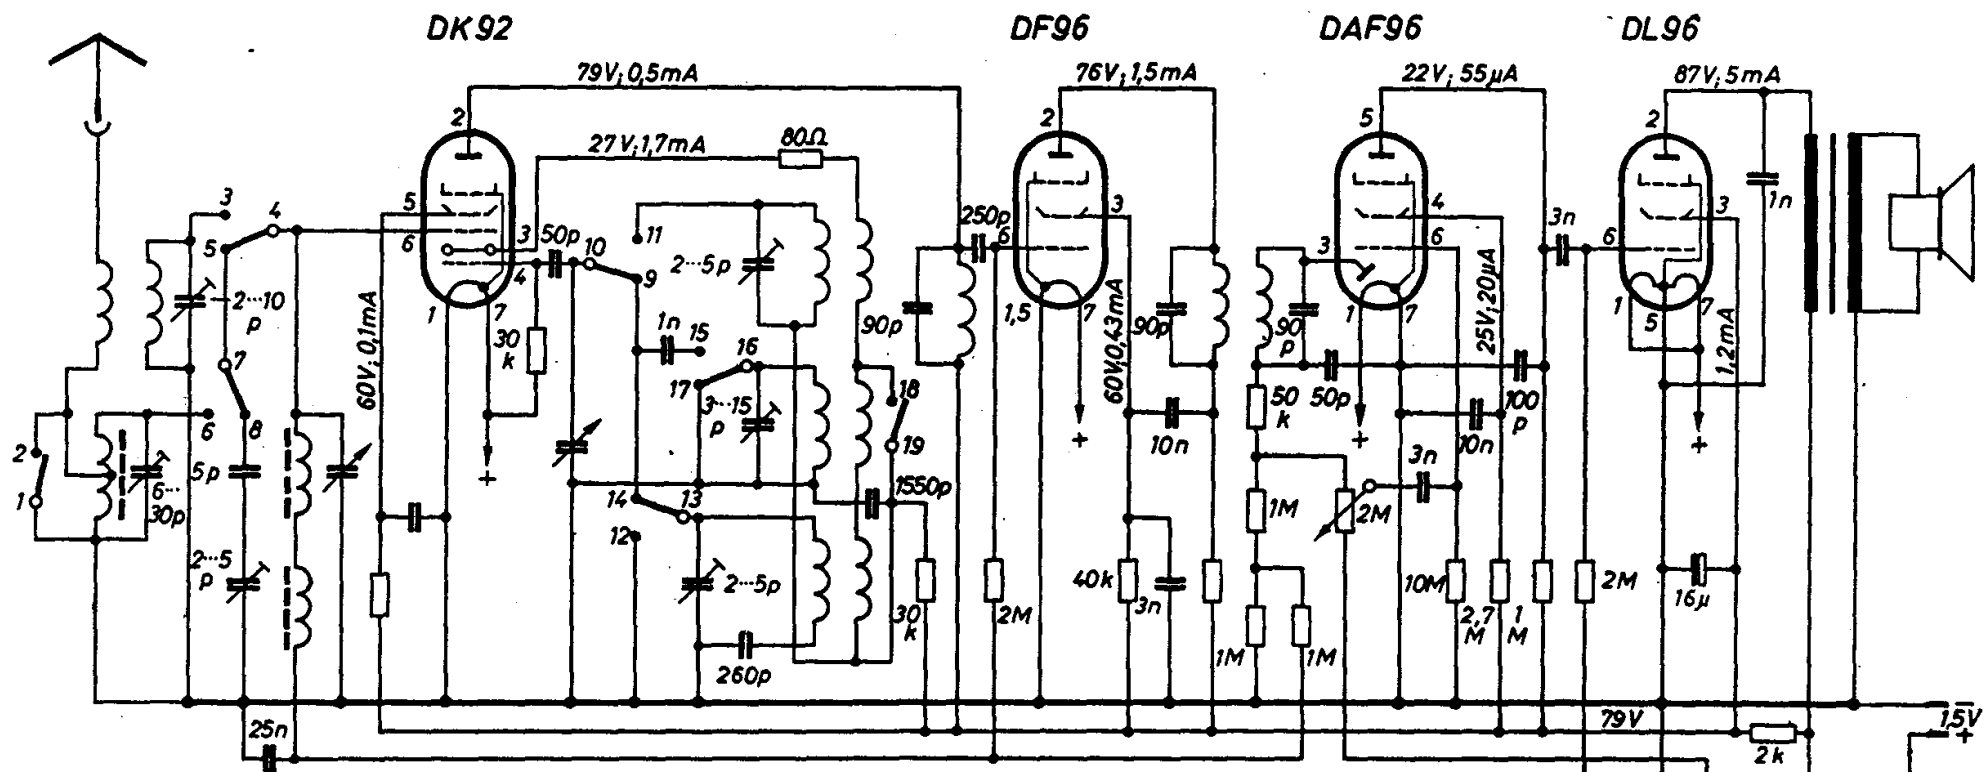 DK92 DF96 DAF96 DL96
79V; 0,5mA 76V; 1,5mA 22V; 55µA 87V; 5mA
2 2 5 2
27V; 1,7mA 80Ω
3 4 5 3 50p 10 11 250p 6 3 3 4 3n 3 1n
5 6 4 2...5p 9 6 6
2...10
p
1 7 1,5 7 1 7 1 5 7
60V; 0,1mA 30
k 1n 15 16 90p 60V; 0,43mA 90p 90
p 25V; 20µA 1,2mA
7 17 3...15
p 18 50
k 50p 100
p
+ + + +
2 6 8 19 10n 10n
1 6...
30p 5p 14 13 1550p 1M 2M 3n
2...5
p 12 2...5p 30
k 2M 40k 3n 10M 2,7
M 1
M 2M 16µ
260p 1M 1M
25n 79V 2k 1,5V
− +